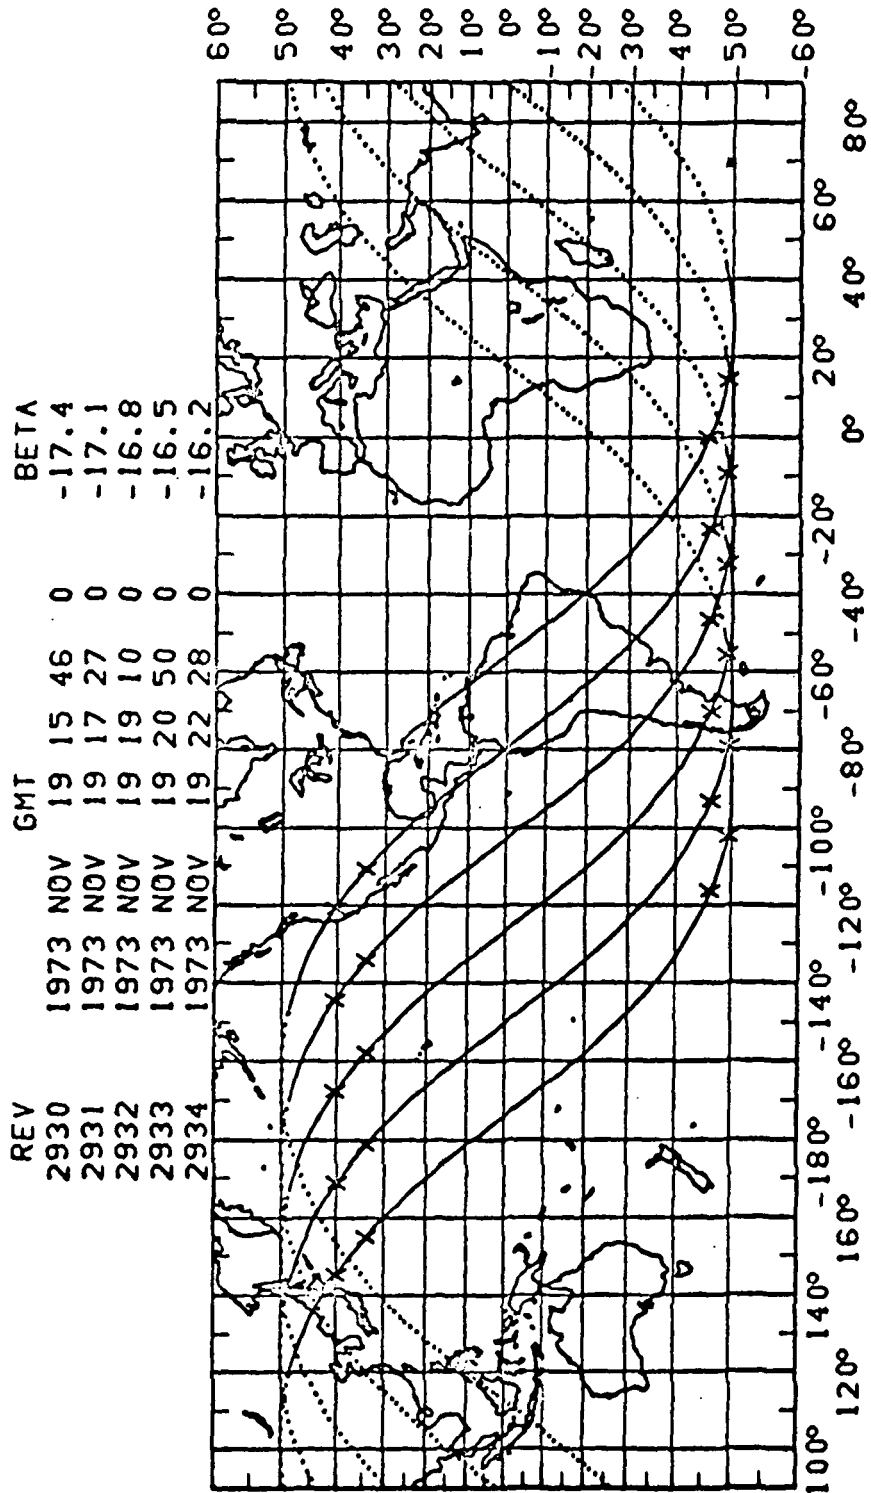 REV GMT BETA
2930 1973 NOV 19 15 46 0 -17.4
2931 1973 NOV 19 17 27 0 -17.1
2932 1973 NOV 19 19 10 0 -16.8
2933 1973 NOV 19 20 50 0 -16.5
2934 1973 NOV 19 22 28 0 -16.2
60°
50°
40°
30°
20°
10°
0°
-10°
-20°
-30°
-40°
-50°
-60°
100° 120° 140° 160° -180° -160° -140° -120° -100° -80° -60° -40° -20° 0° 20° 40° 60° 80°